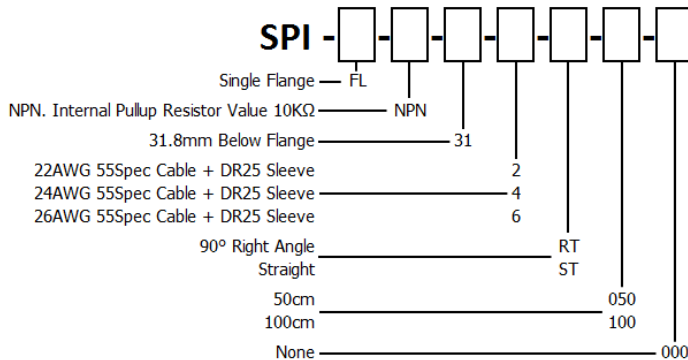 SPI - - - - - - -
Single Flange FL
NPN. Internal Pullup Resistor Value 10KΩ NPN
31.8mm Below Flange 31
22AWG 55Spec Cable + DR25 Sleeve 2
24AWG 55Spec Cable + DR25 Sleeve 4
26AWG 55Spec Cable + DR25 Sleeve 6
90º Right Angle RT
Straight ST
50cm 050
100cm 100
None 000